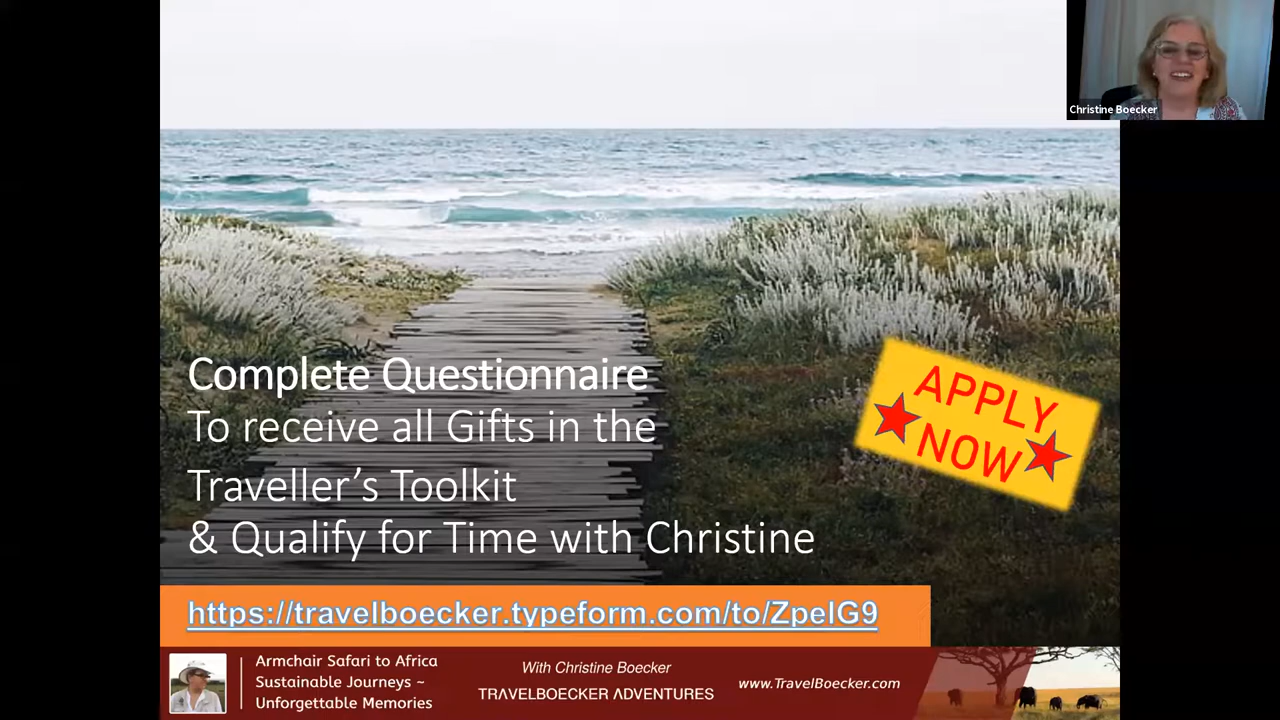 Christine Boecker
Complete Questionnaire
To receive all Gifts in the
Traveller's Toolkit
& Qualify for Time with Christine
APPLY
NOW
https://travelboecker.typeform.com/to/ZpelG9
Armchair Safari to Africa
Sustainable Journeys ~
Unforgettable Memories
With Christine Boecker
TRAVELBOECKER ADVENTURES
www.TravelBoecker.com